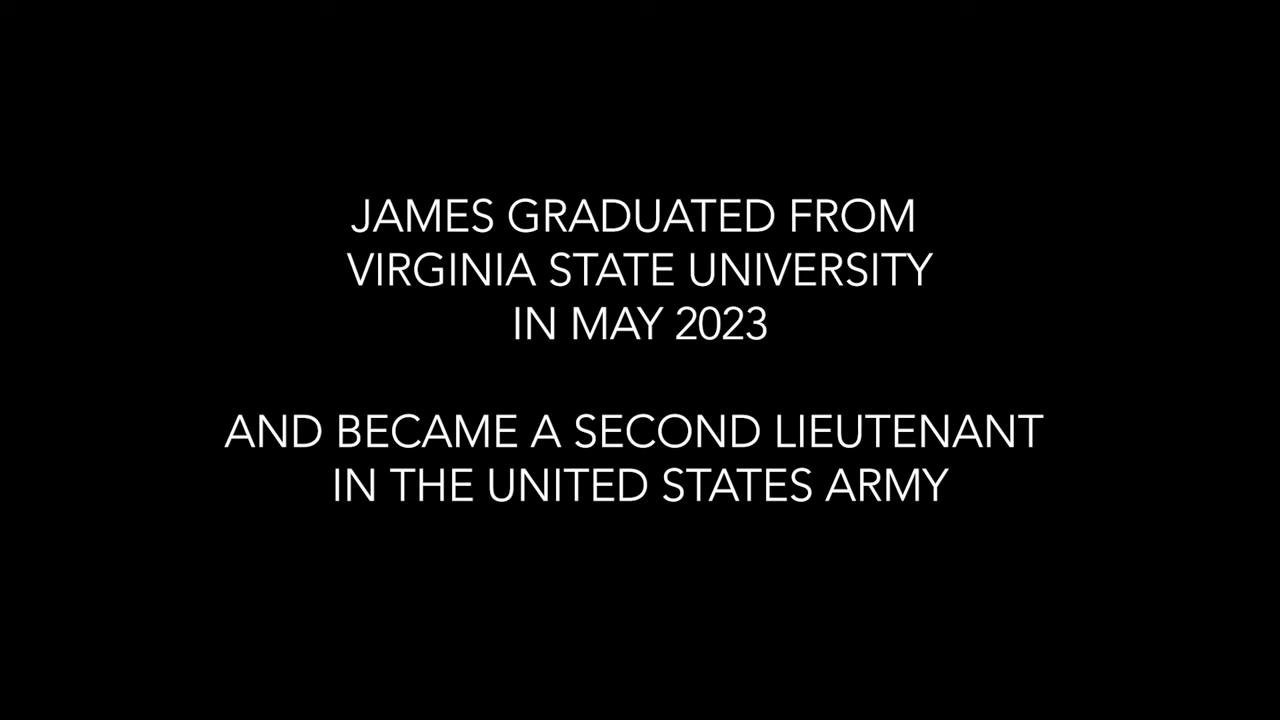 JAMES GRADUATED FROM
VIRGINIA STATE UNIVERSITY
IN MAY 2023
AND BECAME A SECOND LIEUTENANT
IN THE UNITED STATES ARMY